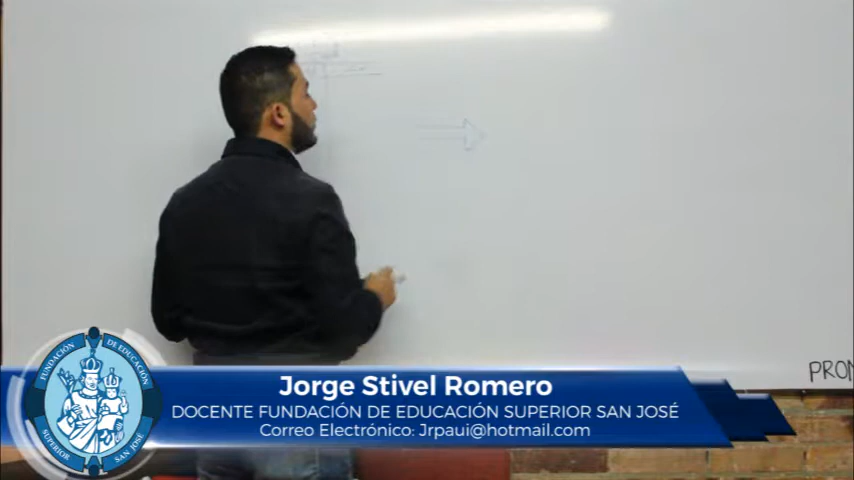 Jorge Stivel Romero
DOCENTE FUNDACIÓN DE EDUCACIÓN SUPERIOR SAN JOSÉ
Correo Electrónico: Jrpaui@hotmail.com
FUNDACIÓN DE EDUCACIÓN
SUPERIOR SAN JOSÉ
PRON